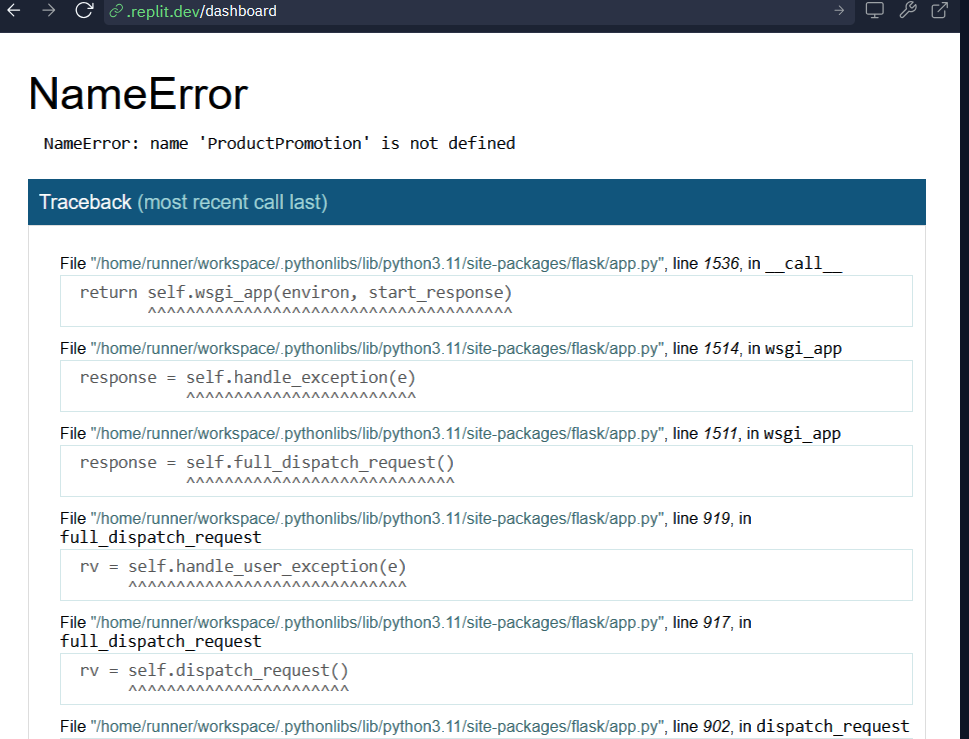 .replit.dev/dashboard
NameError
NameError: name 'ProductPromotion' is not defined
Traceback (most recent call last)
File "/home/runner/workspace/.pythonlibs/lib/python3.11/site-packages/flask/app.py", line 1536, in __call__
return self.wsgi_app(environ, start_response)
^^^^^^^^^^^^^^^^^^^^^^^^^^^^^^^^^^^^^^
File "/home/runner/workspace/.pythonlibs/lib/python3.11/site-packages/flask/app.py", line 1514, in wsgi_app
response = self.handle_exception(e)
^^^^^^^^^^^^^^^^^^^^^^^^
File "/home/runner/workspace/.pythonlibs/lib/python3.11/site-packages/flask/app.py", line 1511, in wsgi_app
response = self.full_dispatch_request()
^^^^^^^^^^^^^^^^^^^^^^^^^^^^
File "/home/runner/workspace/.pythonlibs/lib/python3.11/site-packages/flask/app.py", line 919, in
full_dispatch_request
rv = self.handle_user_exception(e)
^^^^^^^^^^^^^^^^^^^^^^^^^^^^^
File "/home/runner/workspace/.pythonlibs/lib/python3.11/site-packages/flask/app.py", line 917, in
full_dispatch_request
rv = self.dispatch_request()
^^^^^^^^^^^^^^^^^^^^^^^
File "/home/runner/workspace/.pythonlibs/lib/python3.11/site-packages/flask/app.py", line 902, in dispatch_request